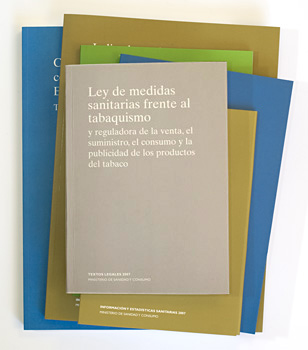 Ley de medidas
sanitarias frente al
tabaquismo
y reguladora de la venta, el
suministro, el consumo y la
publicidad de los productos
del tabaco
TEXTOS LEGALES 2007
MINISTERIO DE SANIDAD Y CONSUMO
INFORMACIÓN Y ESTADÍSTICAS SANITARIAS 2007
MINISTERIO DE SANIDAD Y CONSUMO